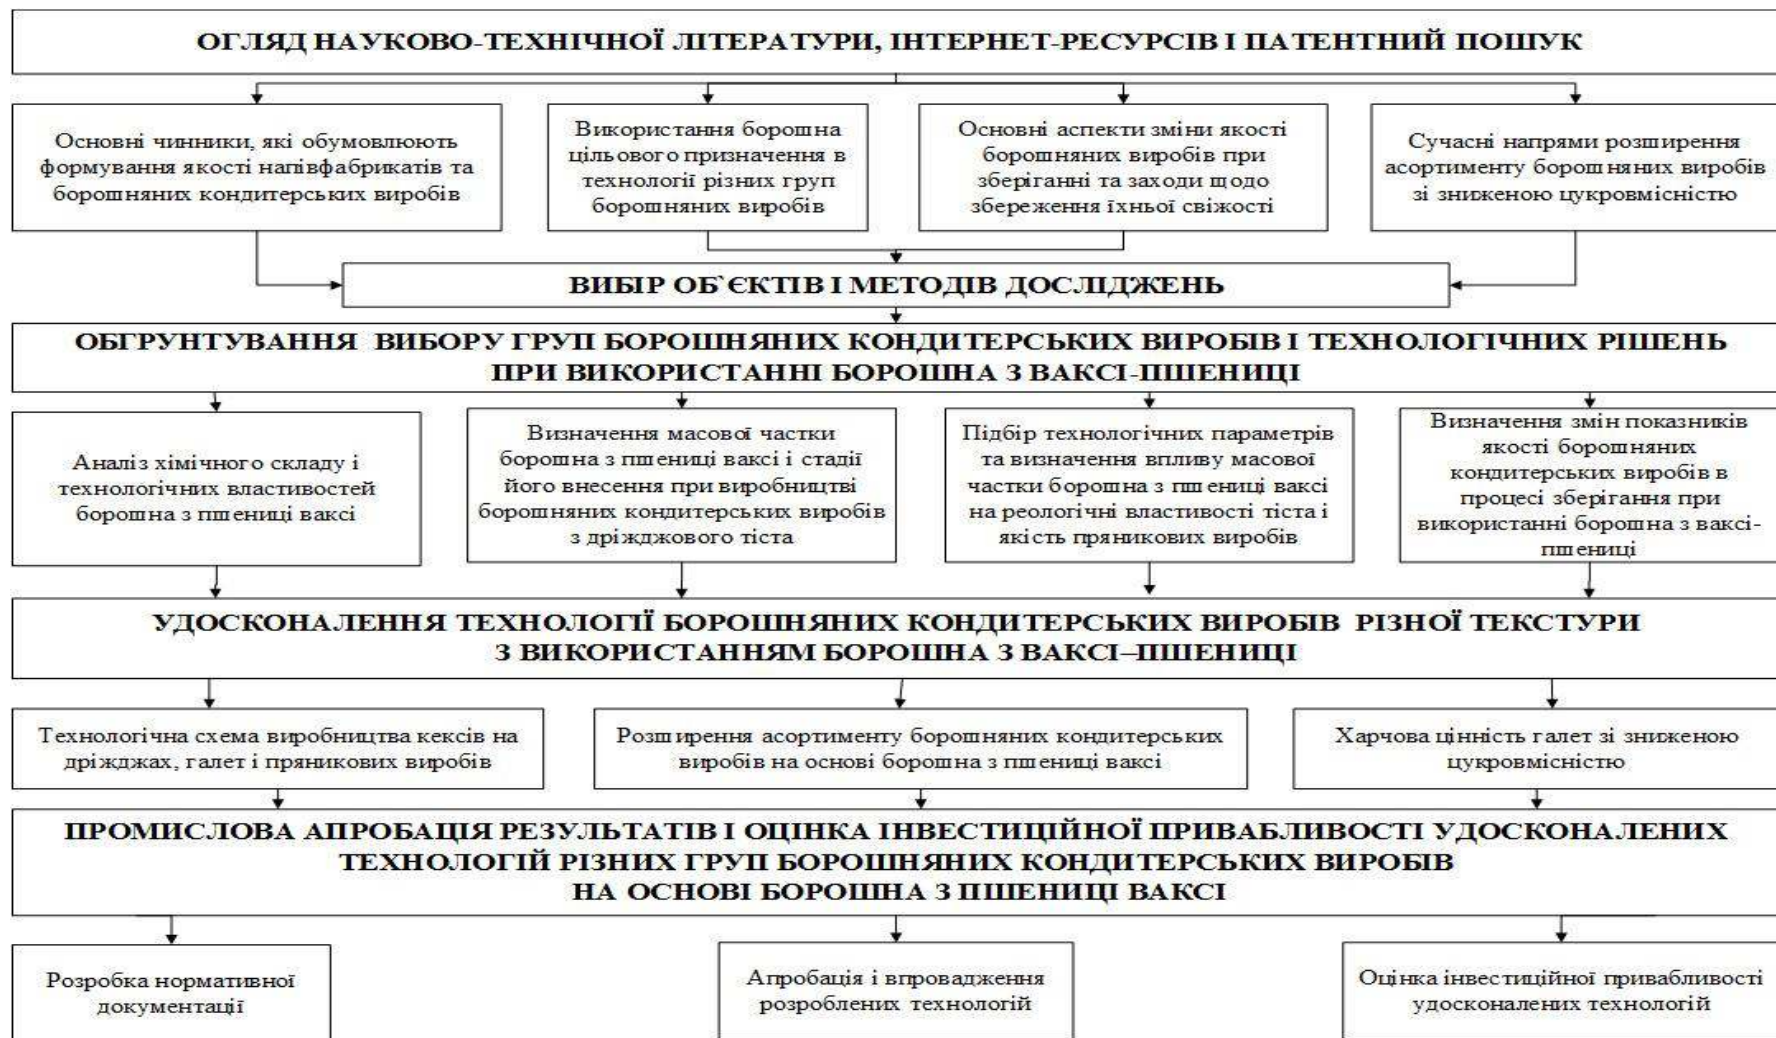 ОГЛЯД НАУКОВО-ТЕХНІЧНОЇ ЛІТЕРАТУРИ, ІНТЕРНЕТ-РЕСУРСІВ І ПАТЕНТНИЙ ПОШУК
Основні чинники, які обумовлюють
формування якості напівфабрикатів та
борошняних кондитерських виробів
Використання борошна
цільового призначення в
технології різних груп
борошняних виробів
Основні аспекти зміни якості
борошняних виробів при
зберіганні та заходи щодо
збереження їхньої свіжості
Сучасні напрями розширення
асортименту борошняних виробів
зі зниженою цукровмісністю
ВИБІР ОБ`ЄКТІВ І МЕТОДІВ ДОСЛІДЖЕНЬ
ОБГРУНТУВАННЯ ВИБОРУ ГРУП БОРОШНЯНИХ КОНДИТЕРСЬКИХ ВИРОБІВ І ТЕХНОЛОГІЧНИХ РІШЕНЬ
ПРИ ВИКОРИСТАННІ БОРОШНА З ВАКСІ-ПШЕНИЦІ
Аналіз хімічного складу і
технологічних властивостей
борошна з пшениці ваксі
Визначення масової частки
борошна з пшениці ваксі і стадії
його внесення при виробництві
борошняних кондитерських виробів
з дріжджового тіста
Підбір технологічних параметрів
та визначення впливу масової
частки борошна з пшениці ваксі
на реологічні властивості тіста і
якість пряникових виробів
Визначення змін показників
якості борошняних
кондитерських виробів в
процесі зберігання при
використанні борошна з ваксі-
пшениці
УДОСКОНАЛЕННЯ ТЕХНОЛОГІЇ БОРОШНЯНИХ КОНДИТЕРСЬКИХ ВИРОБІВ РІЗНОЇ ТЕКСТУРИ
З ВИКОРИСТАННЯМ БОРОШНА З ВАКСІ–ПШЕНИЦІ
Технологічна схема виробництва кексів на
дріжджах, галет і пряникових виробів
Розширення асортименту борошняних кондитерських
виробів на основі борошна з пшениці ваксі
Харчова цінність галет зі зниженою
цукровмісністю
ПРОМИСЛОВА АПРОБАЦІЯ РЕЗУЛЬТАТІВ І ОЦІНКА ІНВЕСТИЦІЙНОЇ ПРИВАБЛИВОСТІ УДОСКОНАЛЕНИХ
ТЕХНОЛОГІЙ РІЗНИХ ГРУП БОРОШНЯНИХ КОНДИТЕРСЬКИХ ВИРОБІВ
НА ОСНОВІ БОРОШНА З ПШЕНИЦІ ВАКСІ
Розробка нормативної
документації
Апробація і впровадження
розроблених технологій
Оцінка інвестиційної привабливості
удосконалених технологій